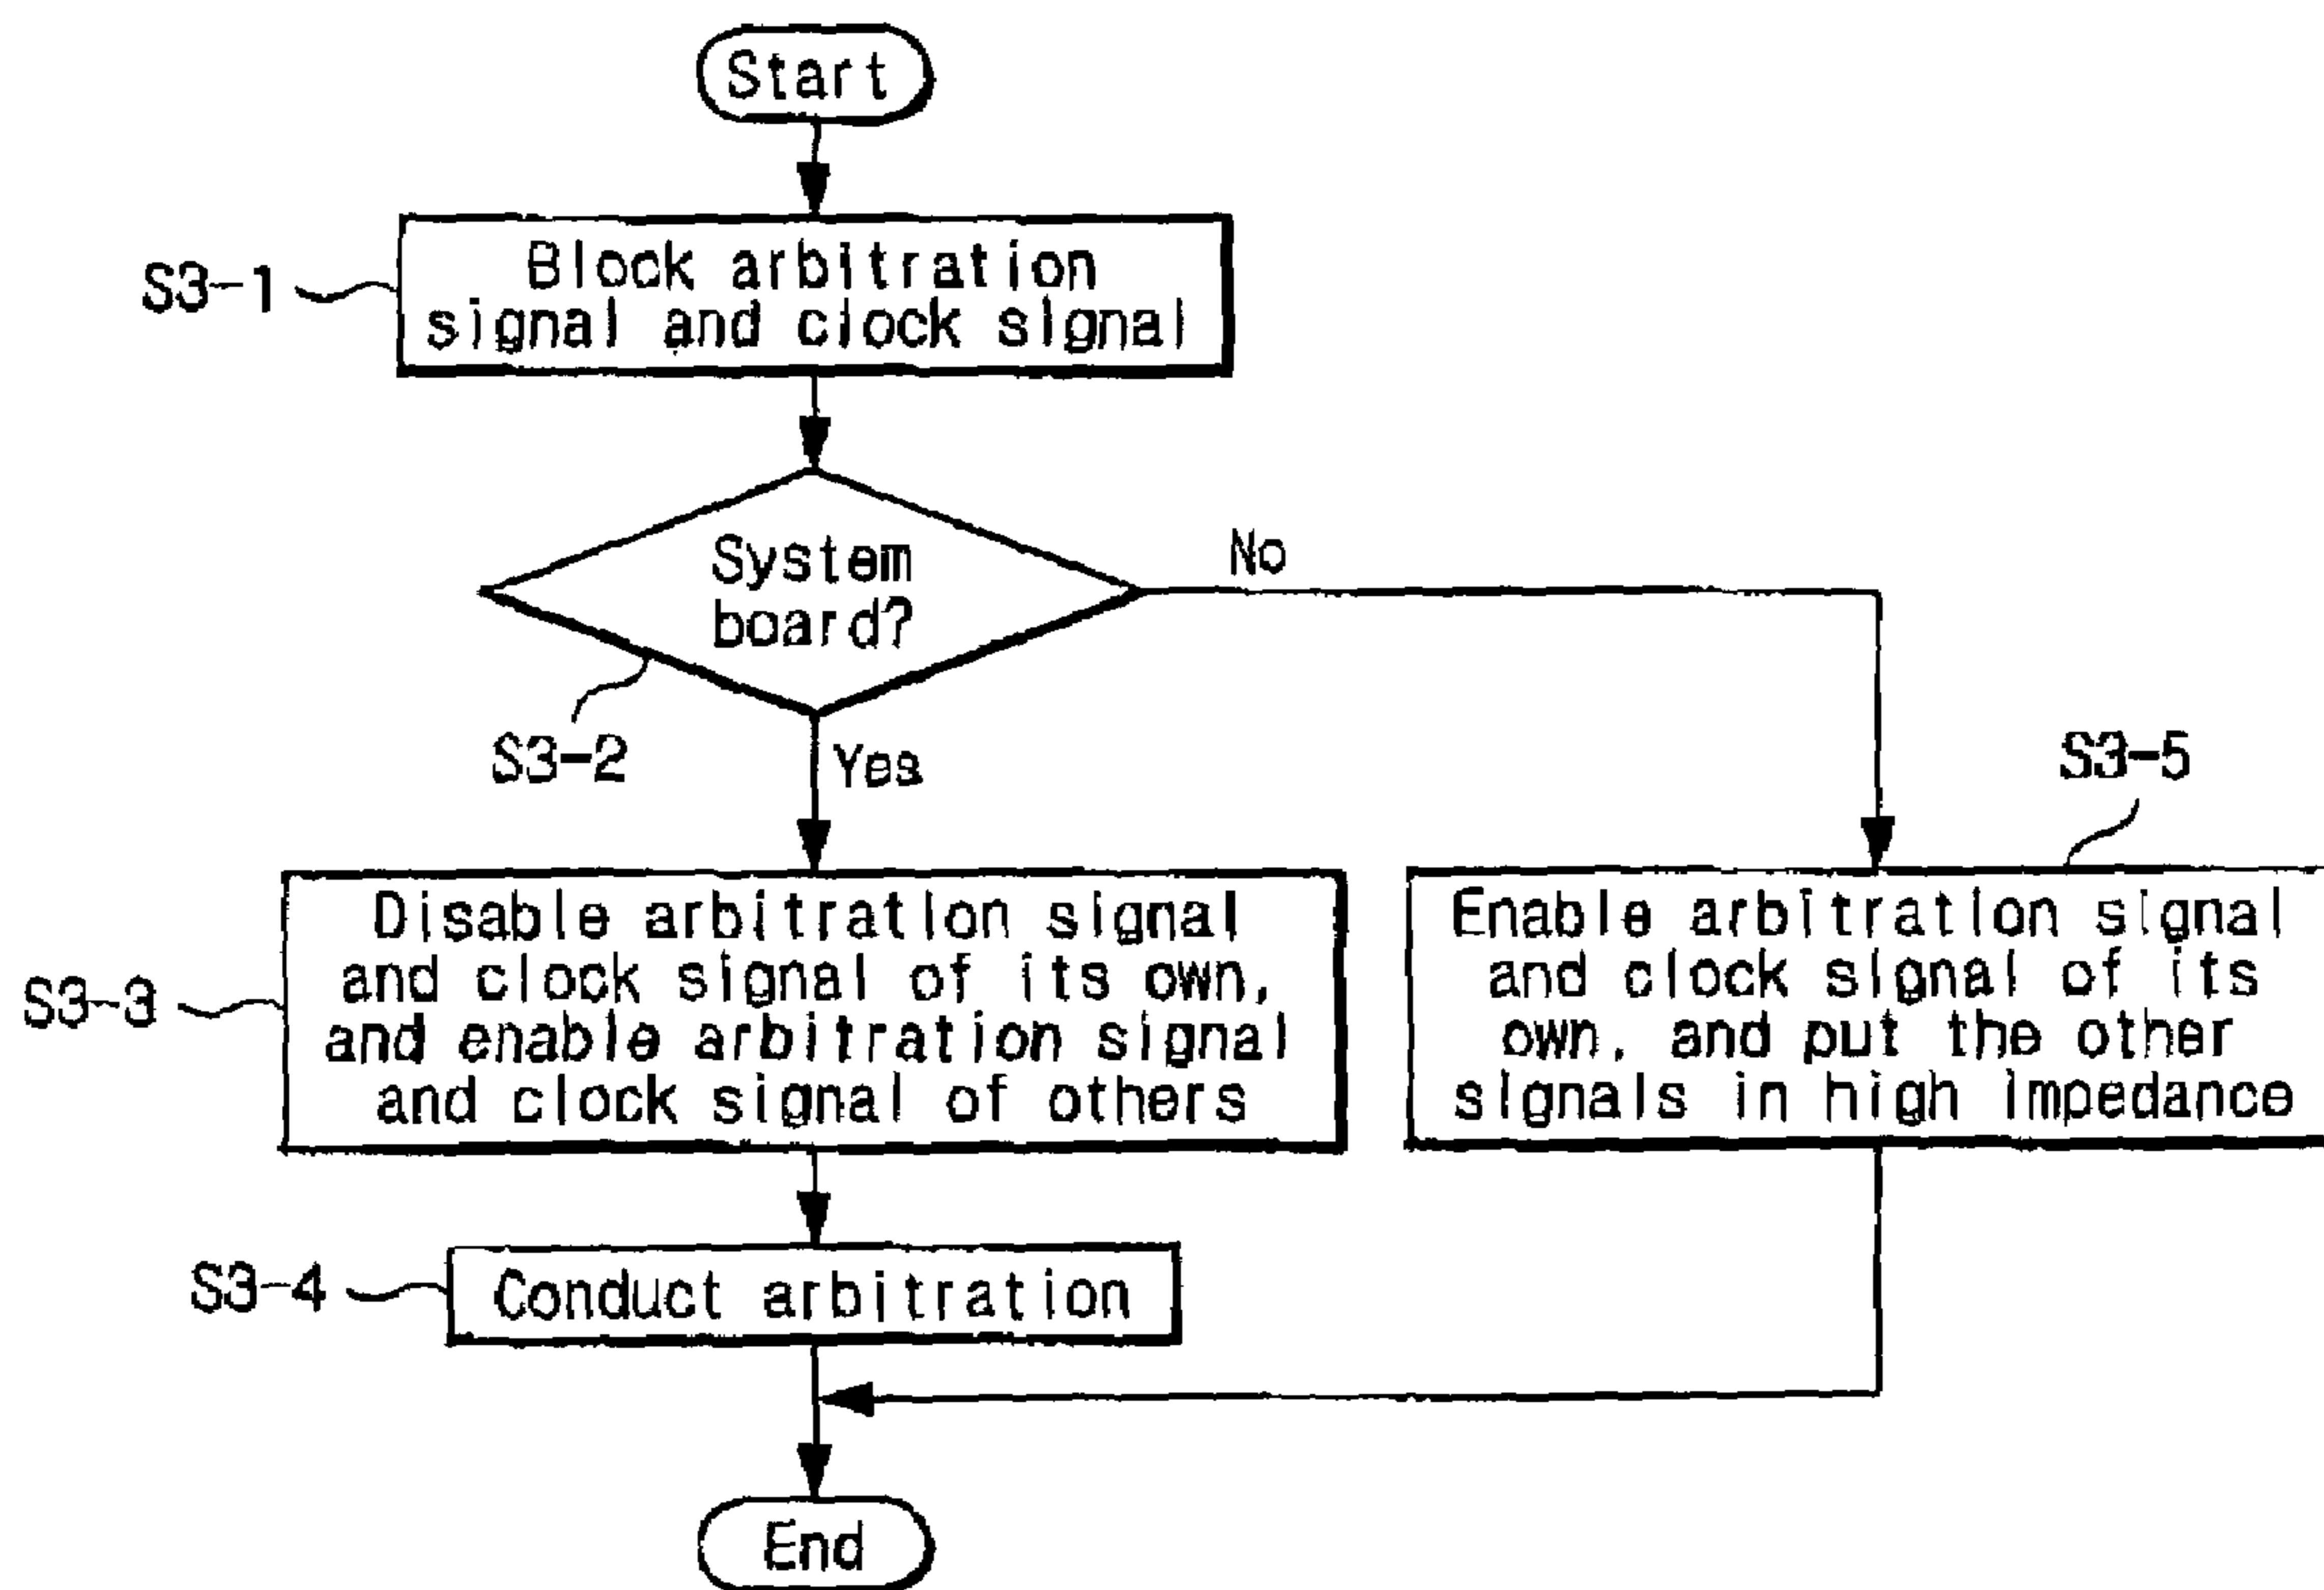 Start
S3-1
Block arbitration
signal and clock signal
System
board?
No
S3-2
Yes
S3-5
S3-3
Disable arbitration signal
and clock signal of its own,
and enable arbitration signal
and clock signal of others
Enable arbitration signal
and clock signal of its
own, and put the other
signals in high impedance
S3-4
Conduct arbitration
End